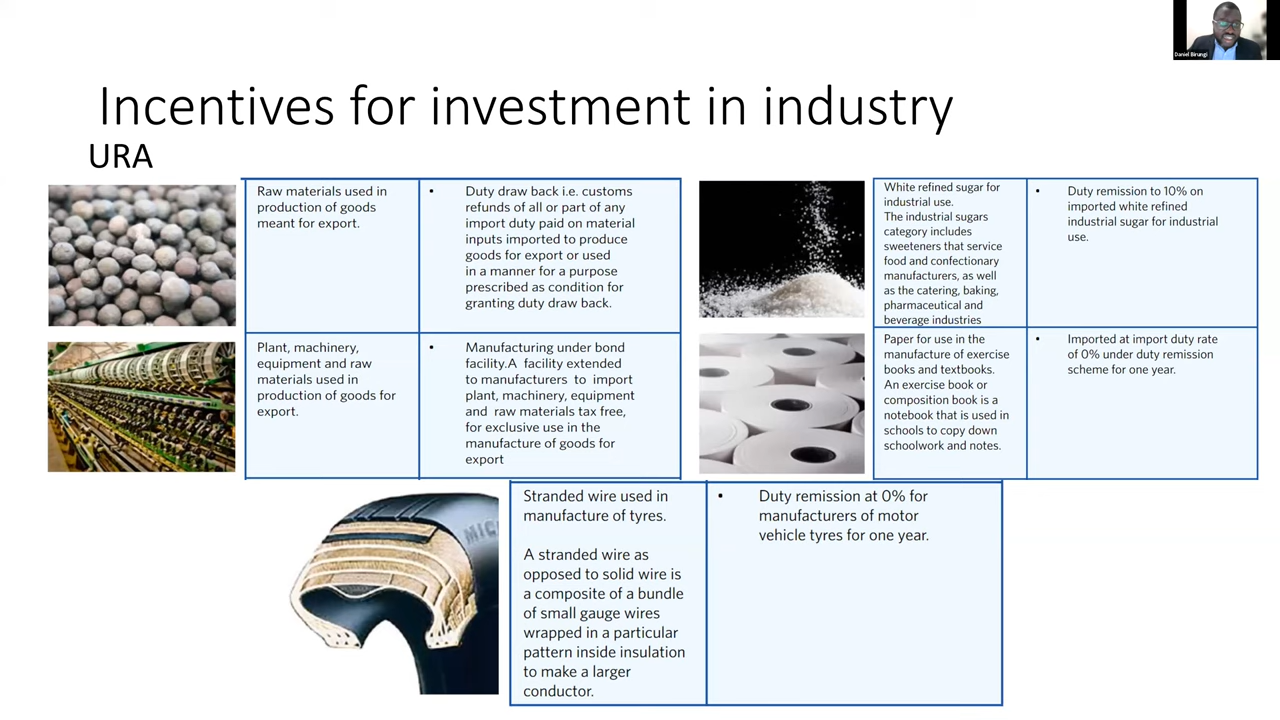 Daniel Birungi
Incentives for investment in industry
URA
Raw materials used in
production of goods
meant for export.
• Duty draw back i.e. customs
refunds of all or part of any
import duty paid on material
inputs imported to produce
goods for export or used
in a manner for a purpose
prescribed as condition for
granting duty draw back.
Plant, machinery,
equipment and raw
materials used in
production of goods for
export.
• Manufacturing under bond
facility.A facility extended
to manufacturers to import
plant, machinery, equipment
and raw materials tax free,
for exclusive use in the
manufacture of goods for
export
White refined sugar for
industrial use.
The industrial sugars
category includes
sweeteners that service
food and confectionary
manufacturers, as well
as the catering, baking,
pharmaceutical and
beverage industries
• Duty remission to 10% on
imported white refined
industrial sugar for industrial
use.
Paper for use in the
manufacture of exercise
books and textbooks.
An exercise book or
composition book is a
notebook that is used in
schools to copy down
schoolwork and notes.
• Imported at import duty rate
of 0% under duty remission
scheme for one year.
MIC
Stranded wire used in
manufacture of tyres.
A stranded wire as
opposed to solid wire is
a composite of a bundle
of small gauge wires
wrapped in a particular
pattern inside insulation
to make a larger
conductor.
• Duty remission at 0% for
manufacturers of motor
vehicle tyres for one year.